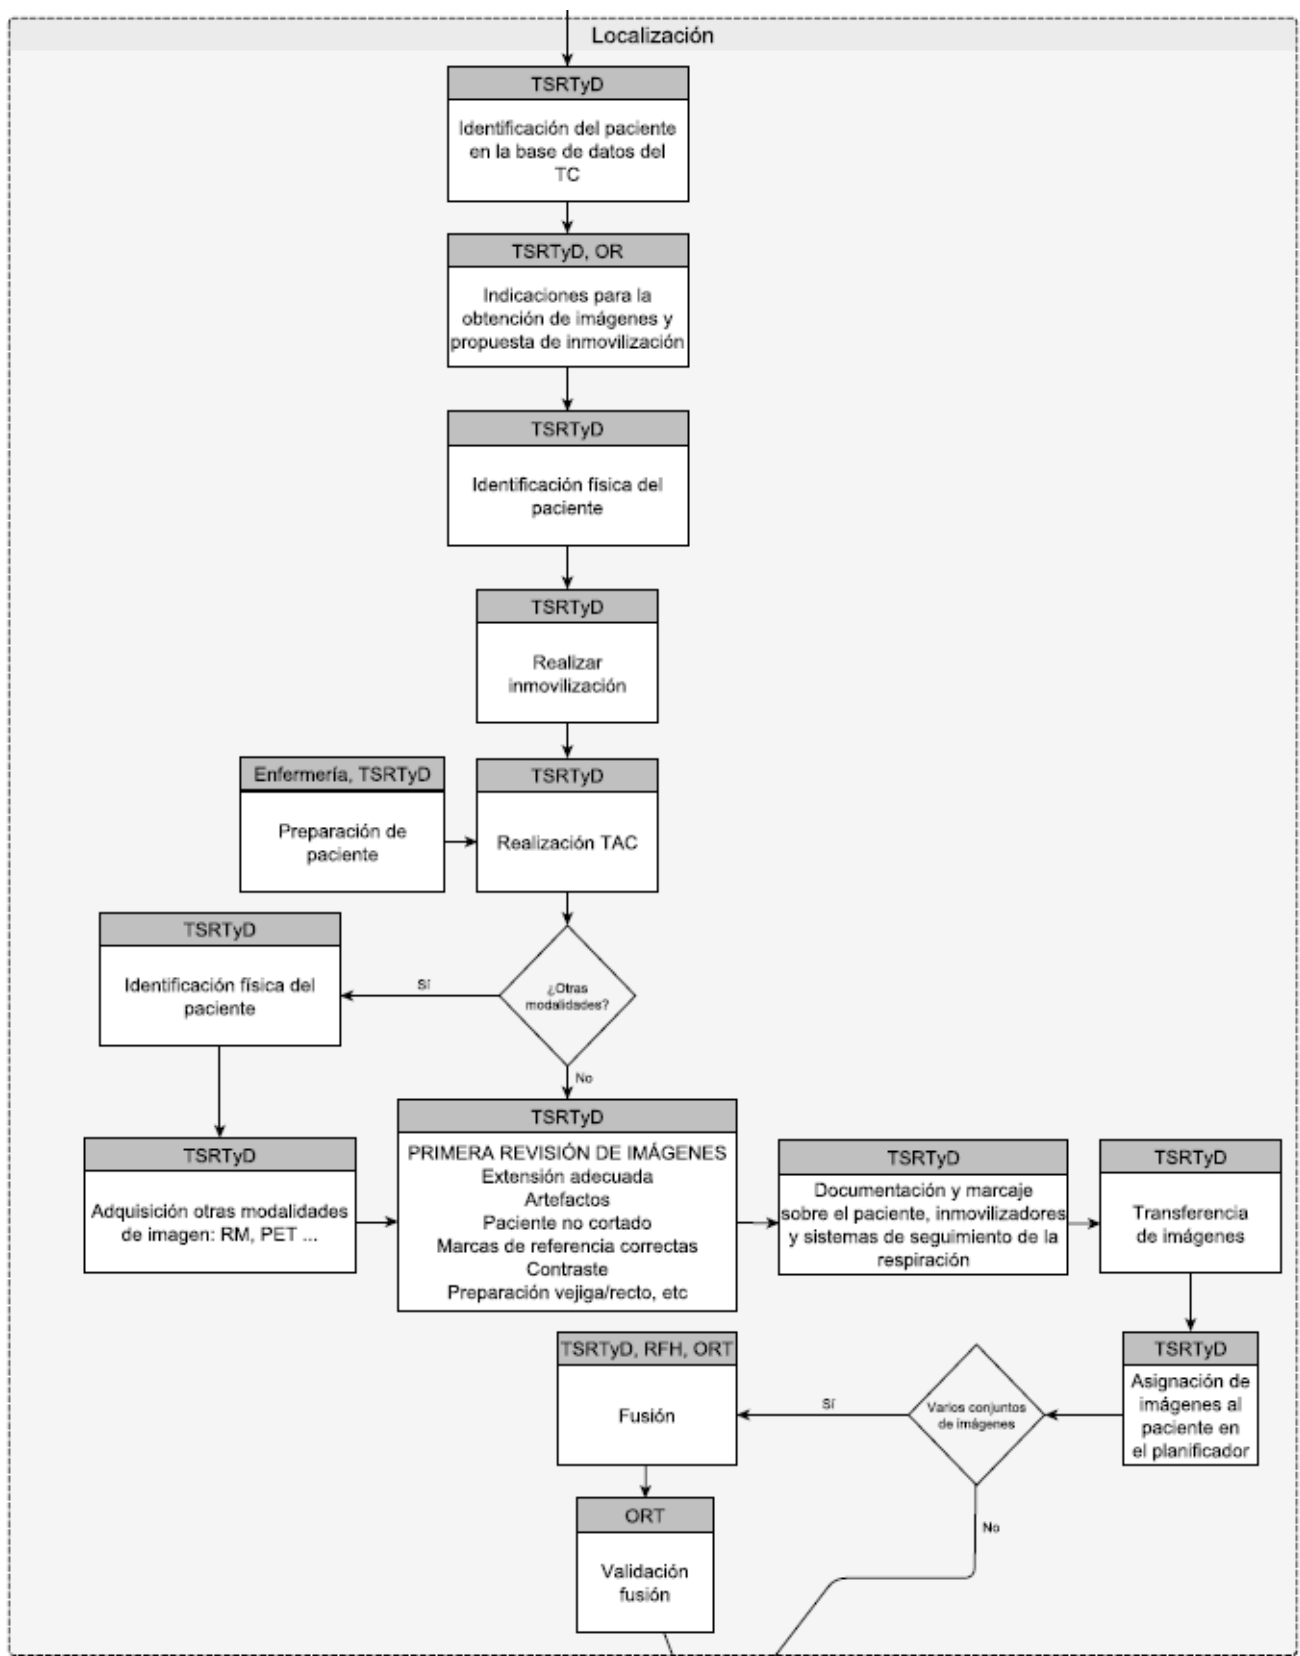 Localización
TSRTyD
Identificación del paciente
en la base de datos del
TC
TSRTyD, OR
Indicaciones para la
obtención de imágenes y
propuesta de inmovilización
TSRTyD
Identificación física del
paciente
TSRTyD
Realizar
inmovilización
Enfermería, TSRTyD
Preparación de
paciente
TSRTyD
Realización TAC
¿Otras
modalidades?
Sí
No
TSRTyD
Identificación física del
paciente
TSRTyD
Adquisición otras modalidades
de imagen: RM, PET ...
TSRTyD
PRIMERA REVISIÓN DE IMÁGENES
Extensión adecuada
Artefactos
Paciente no cortado
Marcas de referencia correctas
Contraste
Preparación vejiga/recto, etc
TSRTyD
Documentación y marcaje
sobre el paciente, inmovilizadores
y sistemas de seguimiento de la
respiración
TSRTyD
Transferencia
de imágenes
TSRTyD
Asignación de
imágenes al
paciente en
el planificador
Varios conjuntos
de imágenes
Sí
No
TSRTyD, RFH, ORT
Fusión
ORT
Validación
fusión